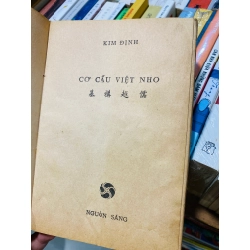 KIM ĐỊNH
CƠ CẤU VIỆT NHO
基構越儒
NGUỒN SÁNG